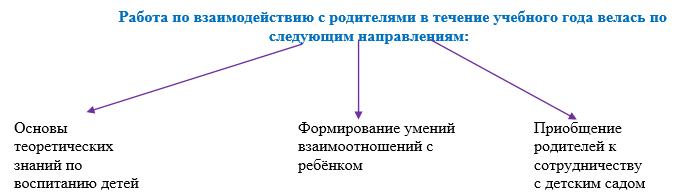 Работа по взаимодействию с родителями в течение учебного года велась по
следующим направлениям:
Основы
теоретических
знаний по
воспитанию детей
Формирование умений
взаимоотношений с
ребёнком
Приобщение
родителей к
сотрудничеству
с детским садом